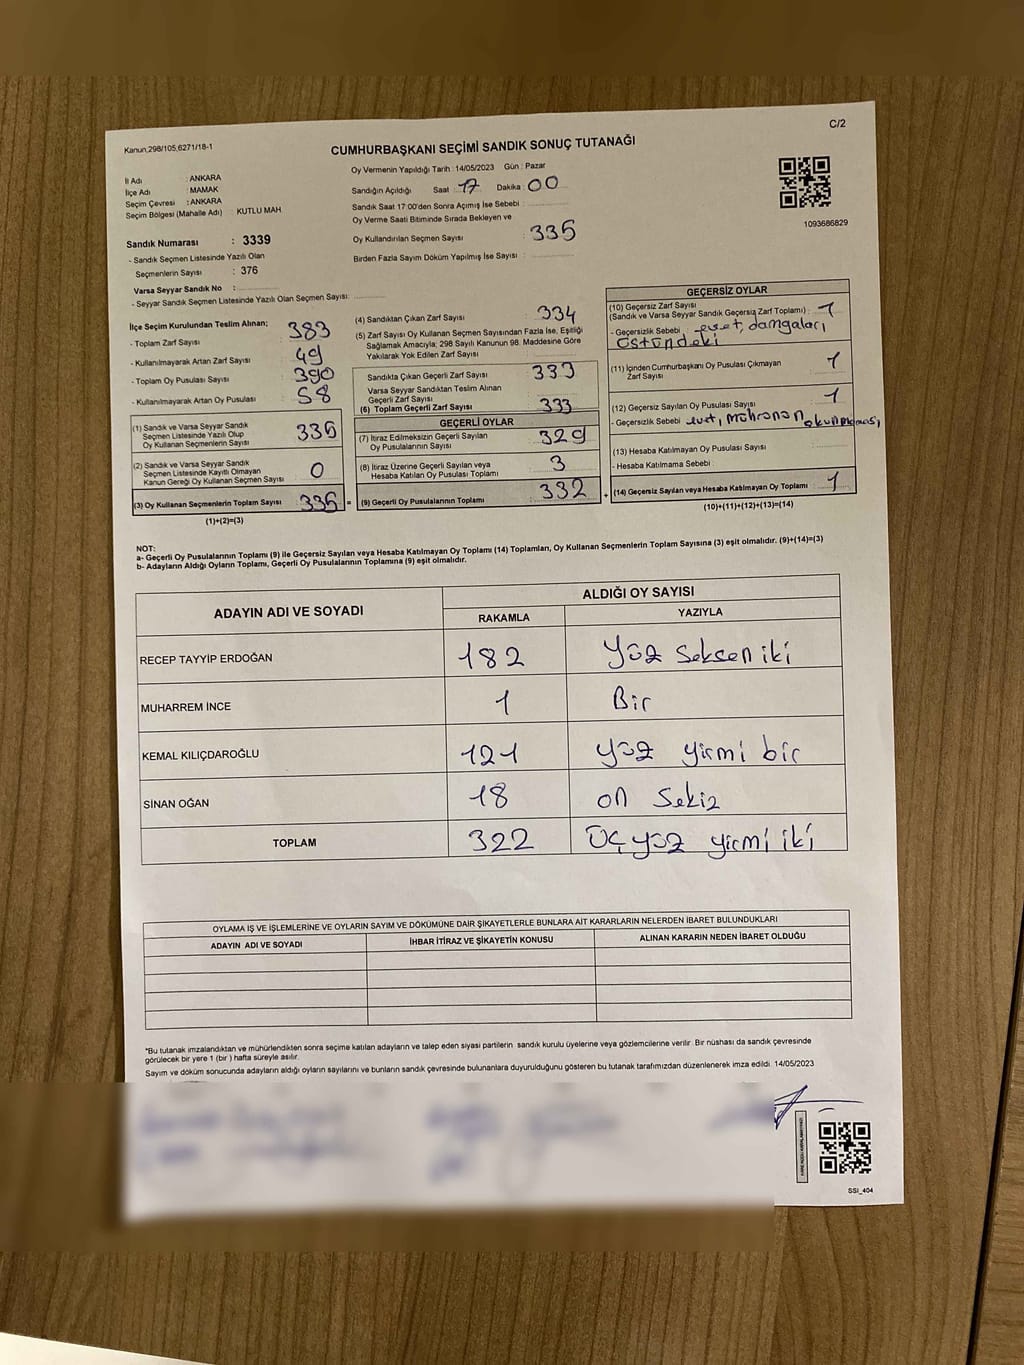 C/2
Kanun,298/105,6271/18-1
CUMHURBAŞKANI SEÇİMİ SANDIK SONUÇ TUTANAĞI
İl Adı : ANKARA
İlçe Adı : MAMAK
Seçim Çevresi : ANKARA
Seçim Bölgesi (Mahalle Adı) : KUTLU MAH
Sandık Numarası : 3339
- Sandık Seçmen Listesinde Yazılı Olan
Seçmenlerin Sayısı : 376
Varsa Seyyar Sandık No :
- Seyyar Sandık Seçmen Listesinde Yazılı Olan Seçmen Sayısı:
Oy Vermenin Yapıldığı Tarih : 14/05/2023 Gün : Pazar
Sandığın Açıldığı Saat 17 Dakika : 00
Sandık Saat 17:00'den Sonra Açımış İse Sebebi :
Oy Verme Saati Bitiminde Sırada Bekleyen ve
Oy Kullandırılan Seçmen Sayısı : 335
Birden Fazla Sayım Döküm Yapılmış İse Sayısı :
1093686829
İlçe Seçim Kurulundan Teslim Alınan;
- Toplam Zarf Sayısı : 383
- Kullanılmayarak Artan Zarf Sayısı : 49
- Toplam Oy Pusulası Sayısı : 390
- Kullanılmayarak Artan Oy Pusulası : 58
(1) Sandık ve Varsa Seyyar Sandık
Seçmen Listesinde Yazılı Olup
Oy Kullanan Seçmenlerin Sayısı : 335
(2) Sandık ve Varsa Seyyar Sandık
Seçmen Listesinde Kayıtlı Olmayan
Kanun Gereği Oy Kullanan Seçmen Sayısı : 0
(3) Oy Kullanan Seçmenlerin Toplam Sayısı : 335 =
(1)+(2)=(3)
(4) Sandıktan Çıkan Zarf Sayısı : 334
(5) Zarf Sayısı Oy Kullanan Seçmen Sayısından Fazla İse, Eşitliği
Sağlamak Amacıyla; 298 Sayılı Kanunun 98. Maddesine Göre
Yakılarak Yok Edilen Zarf Sayısı :
Sandıkta Çıkan Geçerli Zarf Sayısı : 333
Varsa Seyyar Sandıktan Teslim Alınan
Geçerli Zarf Sayısı :
(6) Toplam Geçerli Zarf Sayısı : 333
GEÇERLİ OYLAR
(7) İtiraz Edilmeksizin Geçerli Sayılan
Oy Pusulası Toplamı : 329
(8) İtiraz Üzerine Geçerli Sayılan veya
Hesaba Katılan Oy Pusulası Toplamı : 3
(9) Geçerli Oy Pusulalarının Toplamı : 332 +
GEÇERSİZ OYLAR
(10) Geçersiz Zarf Sayısı
(Sandık ve Varsa Seyyar Sandık Geçersiz Zarf Toplamı) : 1
- Geçersizlik Sebebi : evet, damgaları
üstündeki
(11) İçinden Cumhurbaşkanı Oy Pusulası Çıkmayan
Zarf Sayısı : 1
(12) Geçersiz Sayılan Oy Pusulası Sayısı : 1
- Geçersizlik Sebebi evet, mührünün okunmaması
(13) Hesaba Katılmayan Oy Pusulası Sayısı :
- Hesaba Katılmama Sebebi :
(14) Geçersiz Sayılan veya Hesaba Katılmayan Oy Toplamı : 1
(10)+(11)+(12)+(13)=(14)
NOT:
a- Geçerli Oy Pusulalarının Toplamı (9) ile Geçersiz Sayılan veya Hesaba Katılmayan Oy Toplamı (14) Toplamları, Oy Kullanan Seçmenlerin Toplam Sayısına (3) eşit olmalıdır. (9)+(14)=(3)
b- Adayların Aldığı Oyların Toplamı, Geçerli Oy Pusulalarının Toplamına (9) eşit olmalıdır.
ADAYIN ADI VE SOYADI
ALDIĞI OY SAYISI
RAKAMLA YAZIYLA
RECEP TAYYİP ERDOĞAN 182 Yüz Seksen iki
MUHARREM İNCE 1 Bir
KEMAL KILIÇDAROĞLU 121 yüz yirmi bir
SİNAN OĞAN 18 on Sekiz
TOPLAM 322 Üç yüz yirmi iki
OYLAMA İŞ VE İŞLEMLERİNE VE OYLARIN SAYIM VE DÖKÜMÜNE DAİR ŞİKAYETLERLE BUNLARA AİT KARARLARIN NELERDEN İBARET BULUNDUKLARI
ADAYIN ADI VE SOYADI İHBAR İTİRAZ VE ŞİKAYETİN KONUSU ALINAN KARARIN NEDEN İBARET OLDUĞU
*Bu tutanak imzalandıktan ve mühürlendikten sonra seçime katılan adayların ve talep eden siyasi partilerin sandık kurulu üyelerine veya gözlemcilerine verilir. Bir nüshası da sandık çevresinde
görülecek bir yere 1 (bir ) hafta süreyle asılır.
Sayım ve döküm sonucunda adayların aldığı oyların sayılarını ve bunların sandık çevresinde bulunanlara duyurulduğunu gösteren bu tutanak tarafımızdan düzenlenerek imza edildi. 14/05/2023
SSİ_404